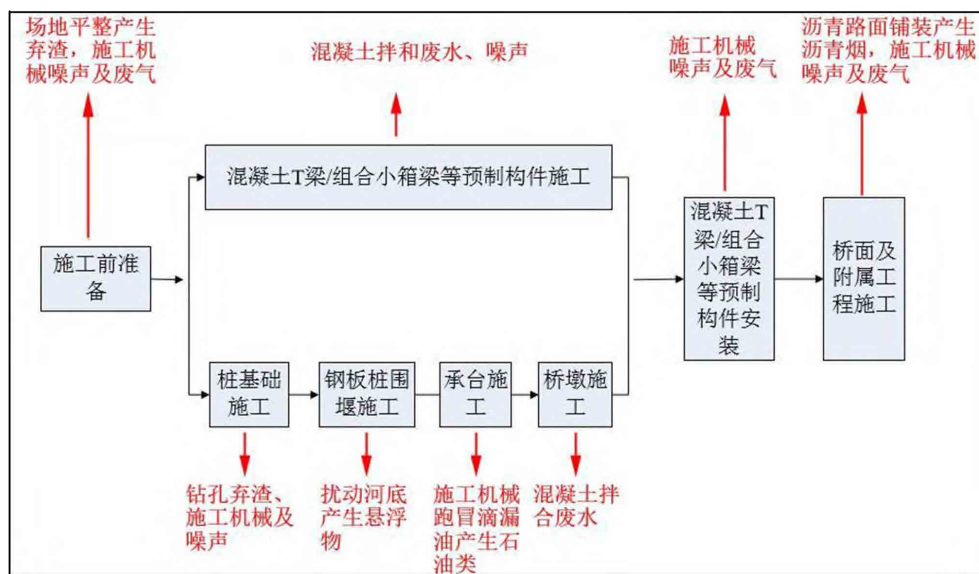 场地平整产生
弃渣，施工机
械噪声及废气
混凝土拌和废水、噪声
施工机械
噪声及废气
沥青路面铺装产生
沥青烟，施工机械
噪声及废气
混凝土T梁/组合小箱梁等预制构件施工
施工前准
备
混凝土T
梁/组合
小箱梁
等预制
构件安
装
桥面及
附属工
程施工
桩基础
施工
钢板桩围
堰施工
承台施
工
桥墩施
工
钻孔弃渣、
施工机械及
噪声
扰动河底
产生悬浮
物
施工机械
跑冒滴漏
油产生石
油类
混凝土拌
合废水